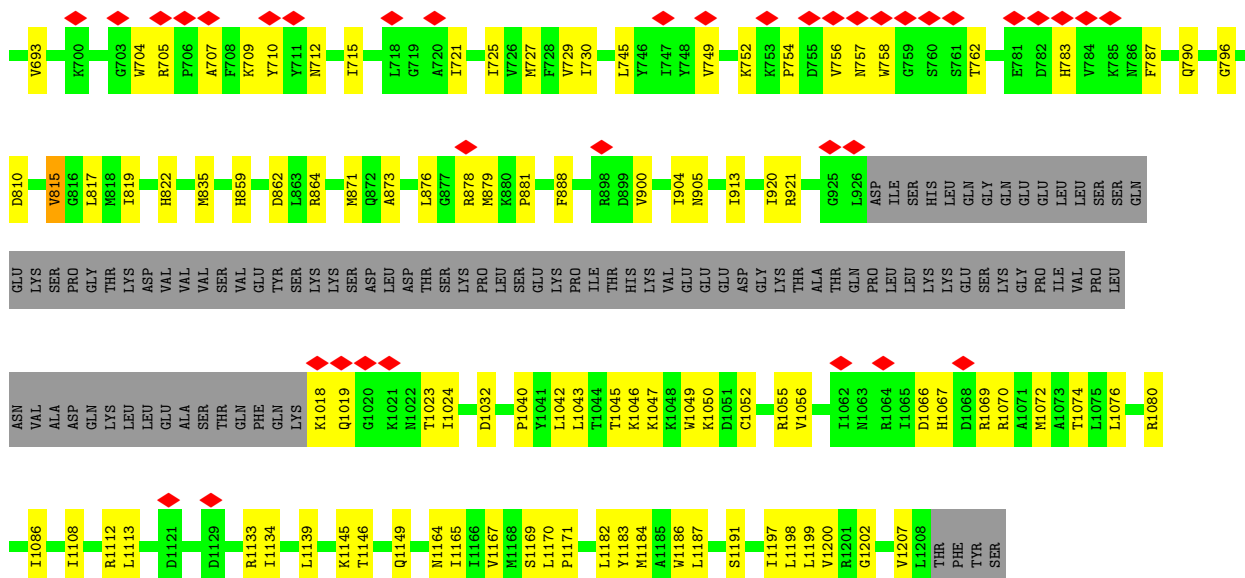 V693 K700 G703 W704 R705 P706 A707 F708 K709 Y710 Y711 N712 I715 L718 G719 A720 I721 I725 V726 M727 F728 V729 I730 L745 Y746 I747 Y748 V749 K752 K753 P754 D755 V756 N757 W758 G759 S760 S761 T762 E781 D782 H783 V784 K785 N786 F787 Q790 G796
D810 V815 G816 L817 M818 I819 H822 M835 H859 D862 L863 R864 M871 Q872 A873 L876 G877 R878 M879 K880 P881 F888 R898 D899 V900 I904 N905 I913 I920 R921 G925 L926 ASP ILE SER HIS LEU GLN GLY GLN GLU GLU LEU LEU SER SER GLN
GLU LYS SER PRO GLY THR LYS ASP VAL VAL VAL SER VAL GLU TYR SER LYS LYS SER ASP LEU ASP THR SER LYS PRO LEU SER GLU LYS PRO ILE THR HIS LYS VAL GLU GLU GLU ASP GLY LYS THR ALA THR GLN PRO LEU LEU LYS LYS GLU SER LYS GLY PRO ILE VAL PRO LEU
ASN VAL ALA ASP GLN LYS LEU LEU GLU ALA SER THR GLN PHE GLN LYS K1018 Q1019 G1020 K1021 N1022 T1023 I1024 D1032 P1040 Y1041 L1042 L1043 T1044 T1045 K1046 K1047 K1048 W1049 K1050 D1051 C1052 R1055 V1056 I1062 N1063 R1064 I1065 D1066 H1067 D1068 R1069 R1070 A1071 M1072 A1073 T1074 L1075 L1076 R1080
I1086 I1108 R1112 L1113 D1121 D1129 R1133 I1134 L1139 K1145 T1146 Q1149 N1164 I1165 I1166 V1167 M1168 S1169 L1170 P1171 L1182 Y1183 M1184 A1185 W1186 L1187 S1191 I1197 L1198 L1199 V1200 R1201 G1202 V1207 L1208 THR PHE TYR SER